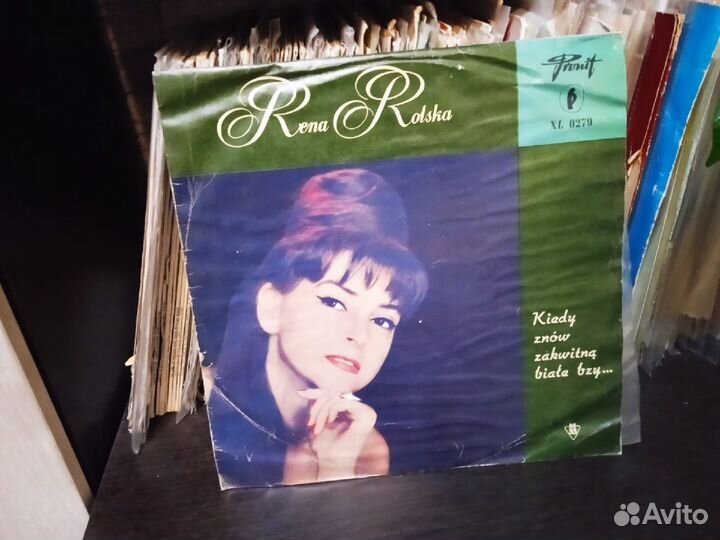 Rena Rolska
Pronit
XL 0279
Kiedy
znów
zakwitną
białe bzy...
Avito